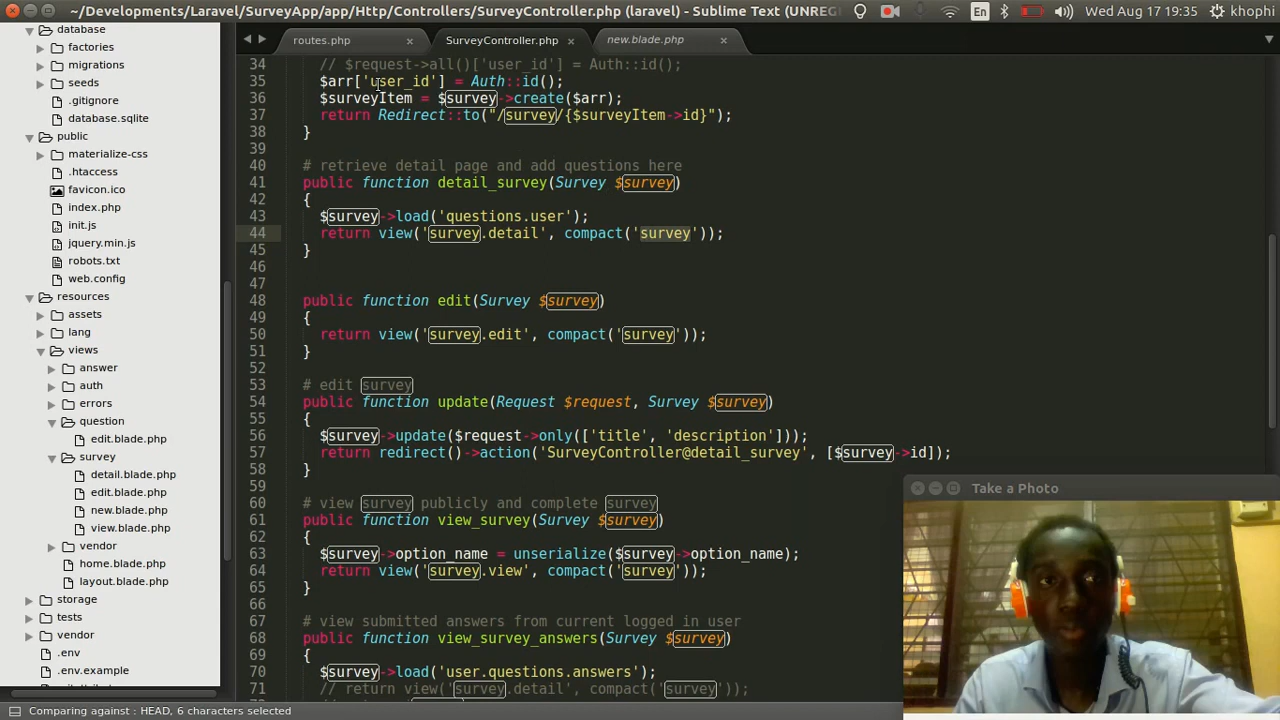 ~/Developments/Laravel/SurveyApp/app/Http/Controllers/SurveyController.php (laravel) - Sublime Text (UNREG
En
Wed Aug 17 19:35
khophi
database
factories
migrations
seeds
.gitignore
database.sqlite
public
materialize-css
.htaccess
favicon.ico
index.php
init.js
jquery.min.js
robots.txt
web.config
resources
assets
lang
views
answer
auth
errors
question
edit.blade.php
survey
detail.blade.php
edit.blade.php
new.blade.php
view.blade.php
vendor
home.blade.php
layout.blade.php
storage
tests
vendor
.env
.env.example
routes.php
SurveyController.php
new.blade.php
34 // $request->all()['user_id'] = Auth::id();
35 $arr['user_id'] = Auth::id();
36 $surveyItem = $survey->create($arr);
37 return Redirect::to("/survey/{$surveyItem->id}");
38 }
39
40 # retrieve detail page and add questions here
41 public function detail_survey(Survey $survey)
42 {
43 $survey->load('questions.user');
44 return view('survey.detail', compact('survey'));
45 }
46
47
48 public function edit(Survey $survey)
49 {
50 return view('survey.edit', compact('survey'));
51 }
52
53 # edit survey
54 public function update(Request $request, Survey $survey)
55 {
56 $survey->update($request->only(['title', 'description']));
57 return redirect()->action('SurveyController@detail_survey', [$survey->id]);
58 }
59
60 # view survey publicly and complete survey
61 public function view_survey(Survey $survey)
62 {
63 $survey->option_name = unserialize($survey->option_name);
64 return view('survey.view', compact('survey'));
65 }
66
67 # view submitted answers from current logged in user
68 public function view_survey_answers(Survey $survey)
69 {
70 $survey->load('user.questions.answers');
71 // return view('survey.detail', compact('survey'));
Take a Photo
Comparing against : HEAD, 6 characters selected